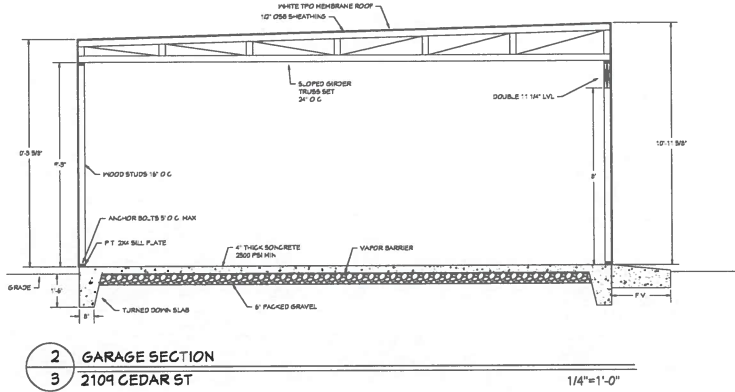 WHITE TPO MEMBRANE ROOF
1/2" OSB SHEATHING
SLOPED GIRDER
TRUSS SET
24" O C
DOUBLE 11 1/4" LVL
10'-11 5/8"
8'
WOOD STUDS 16" O C
ANCHOR BOLTS 5' O C MAX
P T 2X4 SILL PLATE
4" THICK SONCRETE
2500 PSI MIN
VAPOR BARRIER
GRADE
TURNED DOWN SLAB
6" PACKED GRAVEL
8"
2 GARAGE SECTION
3 2109 CEDAR ST
1/4"=1'-0"